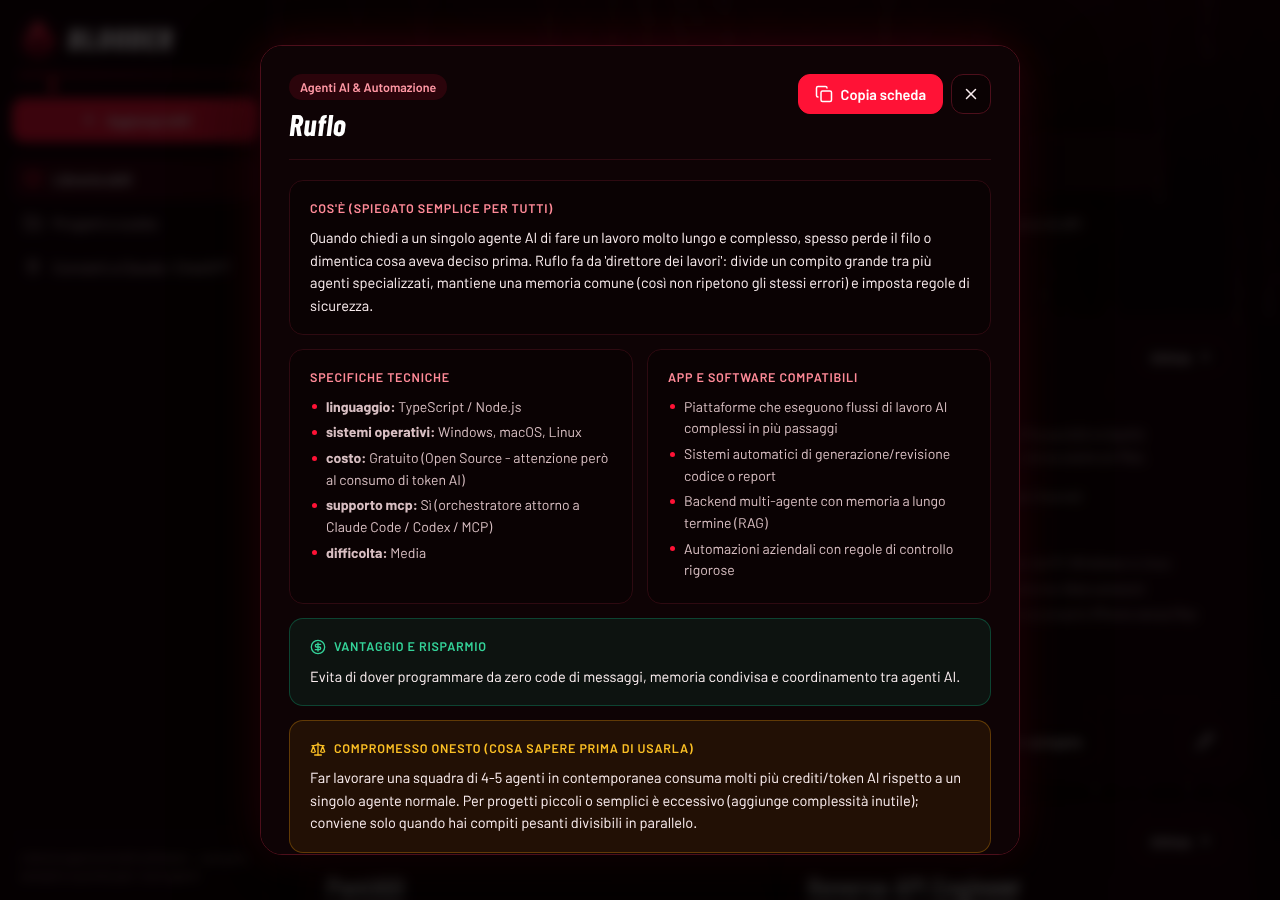 Agenti AI & Automazione
Copia scheda
Ruflo
COS'È (SPIEGATO SEMPLICE PER TUTTI)
Quando chiedi a un singolo agente AI di fare un lavoro molto lungo e complesso, spesso perde il filo o
dimentica cosa aveva deciso prima. Ruflo fa da 'direttore dei lavori': divide un compito grande tra più
agenti specializzati, mantiene una memoria comune (così non ripetono gli stessi errori) e imposta regole di
sicurezza.
SPECIFICHE TECNICHE
linguaggio: TypeScript / Node.js
sistemi operativi: Windows, macOS, Linux
costo: Gratuito (Open Source - attenzione però
al consumo di token AI)
supporto mcp: Sì (orchestratore attorno a
Claude Code / Codex / MCP)
difficolta: Media
APP E SOFTWARE COMPATIBILI
Piattaforme che eseguono flussi di lavoro AI
complessi in più passaggi
Sistemi automatici di generazione/revisione
codice o report
Backend multi-agente con memoria a lungo
termine (RAG)
Automazioni aziendali con regole di controllo
rigorose
VANTAGGIO E RISPARMIO
Evita di dover programmare da zero code di messaggi, memoria condivisa e coordinamento tra agenti AI.
COMPROMESSO ONESTO (COSA SAPERE PRIMA DI USARLA)
Far lavorare una squadra di 4-5 agenti in contemporanea consuma molti più crediti/token AI rispetto a un
singolo agente normale. Per progetti piccoli o semplici è eccessivo (aggiunge complessità inutile);
conviene solo quando hai compiti pesanti divisibili in parallelo.